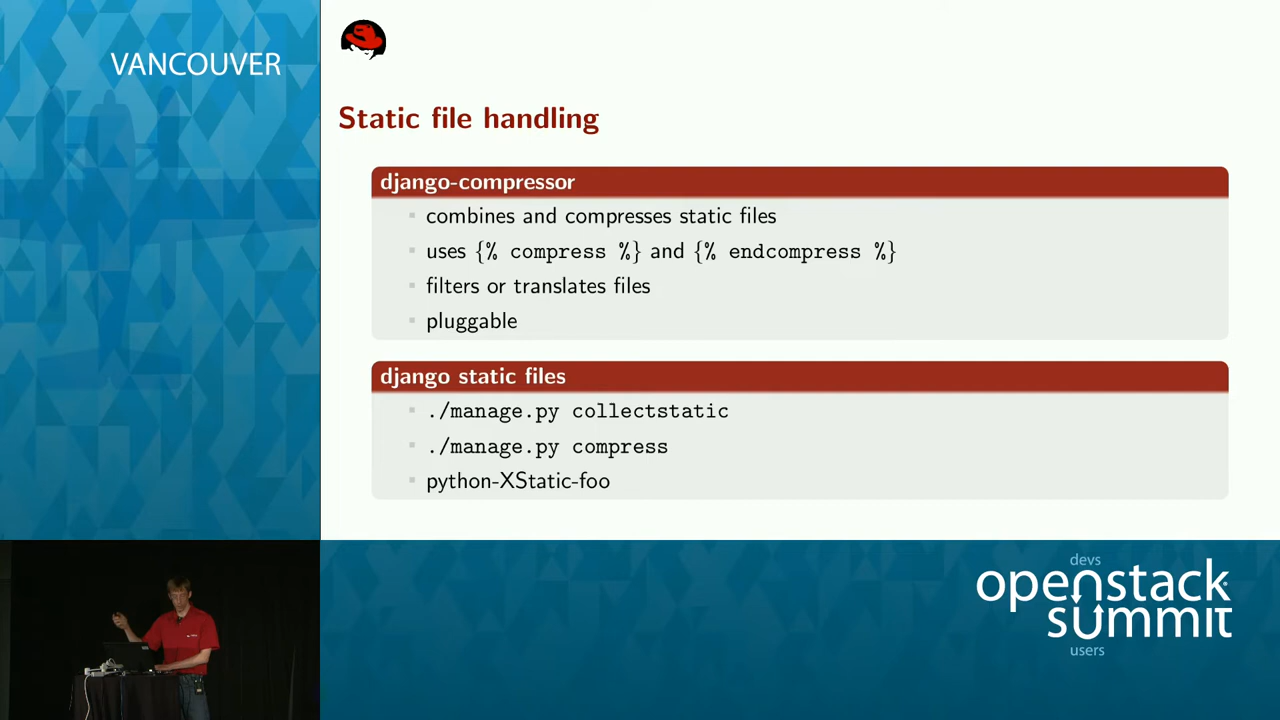 VANCOUVER
Static file handling
django-compressor
combines and compresses static files
uses {% compress %} and {% endcompress %}
filters or translates files
pluggable
django static files
./manage.py collectstatic
./manage.py compress
python-XStatic-foo
devs
openstack
summit
users